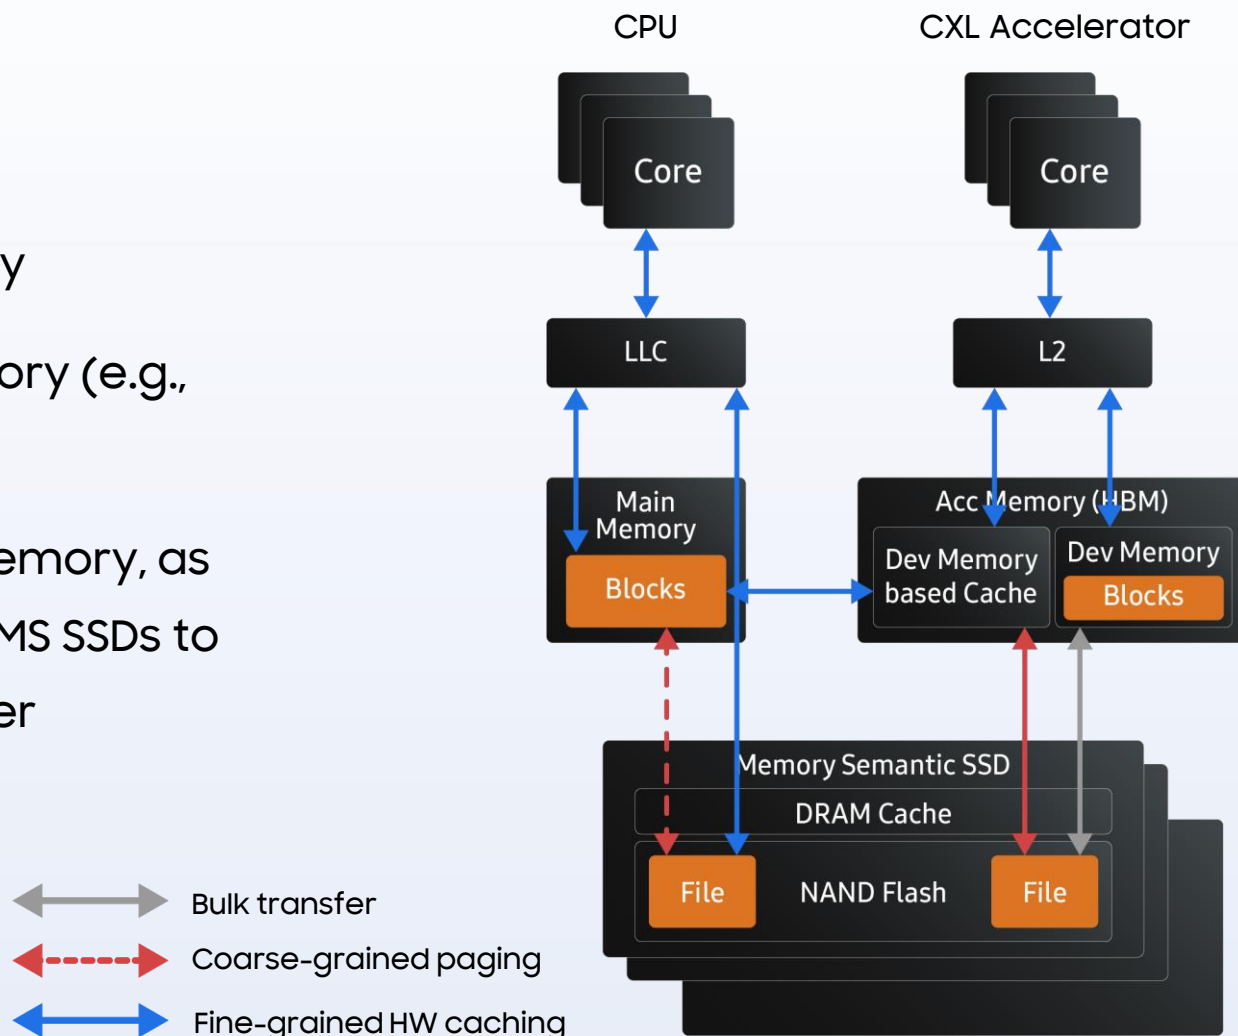 CPU
CXL Accelerator
Core
Core
y
ory (e.g.,
LLC
L2
emory, as
MS SSDs to
er
Main
Memory
Blocks
Acc Memory (HBM)
Dev Memory
based Cache
Dev Memory
Blocks
Memory Semantic SSD
DRAM Cache
File
NAND Flash
File
Bulk transfer
Coarse-grained paging
Fine-grained HW caching